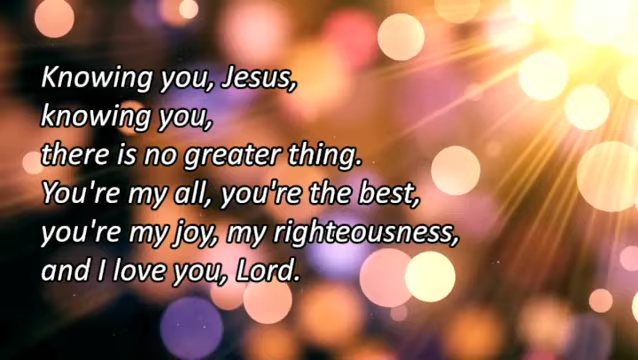 Knowing you, Jesus,
knowing you,
there is no greater thing.
You're my all, you're the best,
you're my joy, my righteousness,
and I love you, Lord.